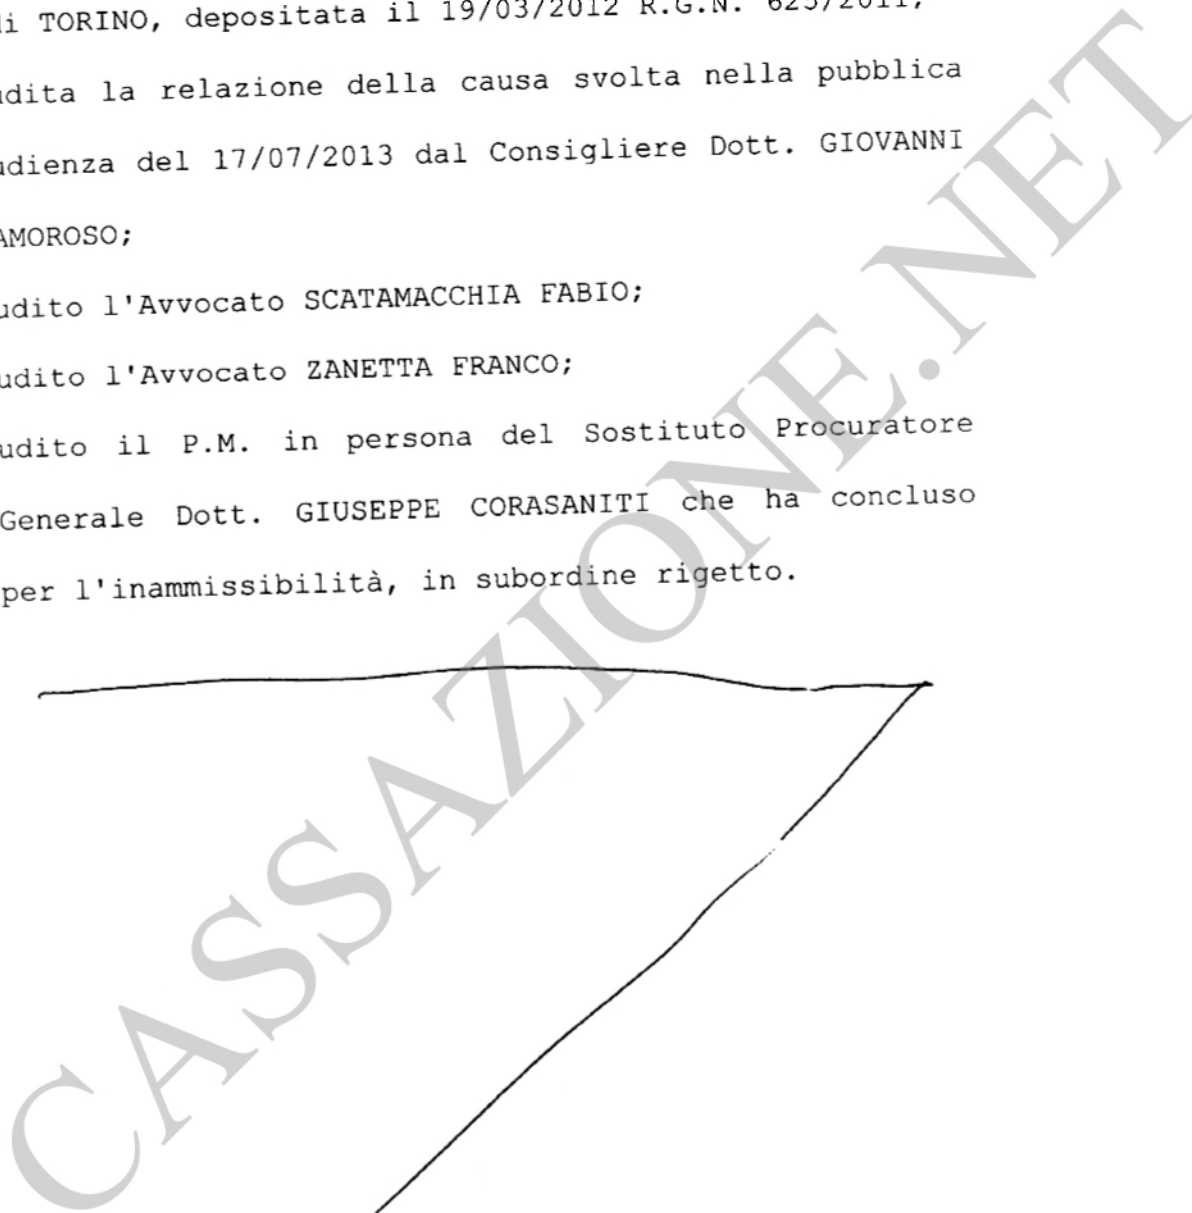 di TORINO, depositata il 19/03/2012 R.G.N. 625/2011;
udita la relazione della causa svolta nella pubblica
udienza del 17/07/2013 dal Consigliere Dott. GIOVANNI
AMOROSO;
udito l'Avvocato SCATAMACCHIA FABIO;
udito l'Avvocato ZANETTA FRANCO;
udito il P.M. in persona del Sostituto Procuratore
Generale Dott. GIUSEPPE CORASANITI che ha concluso
per l'inammissibilità, in subordine rigetto.
CASSAZIONE.NET